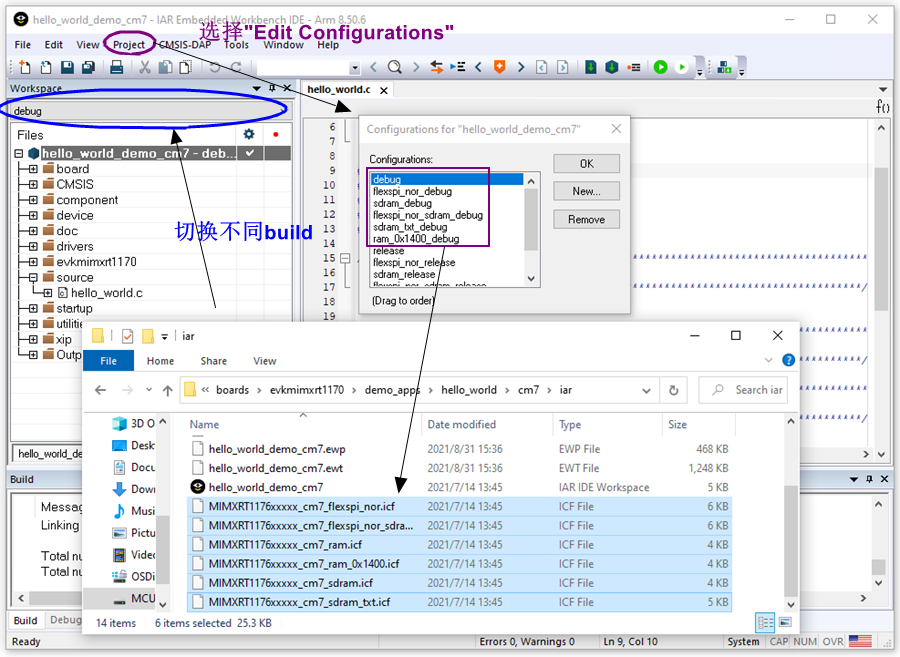 hello_world_demo_cm7 - IAR Embedded Workbench IDE - Arm 8.50.6
选择"Edit Configurations"
File Edit View Project CMSIS-DAP Tools Window Help
Workspace
hello_world.c
debug
f()
Files
hello_world_demo_cm7 - deb...
board
CMSIS
component
device
doc
drivers
evkmimxrt1170
source
hello_world.c
startup
utilitie
xip
Outp
切换不同build
6
7
8
9
10
11
12
13
14
15
16
17
18
19
Configurations for "hello_world_demo_cm7"
Configurations:
debug
flexspi_nor_debug
sdram_debug
flexspi_nor_sdram_debug
sdram_txt_debug
ram_0x1400_debug
release
flexspi_nor_release
sdram_release
flexspi_nor_sdram_release
(Drag to order)
OK
New...
Remove
iar
File Home Share View
« boards > evkmimxrt1170 > demo_apps > hello_world > cm7 > iar
Search iar
3D O
Desk
Docu
Down
Musi
Pictu
Video
OSDi
MCU
Name Date modified Type Size
hello_world_demo_cm7.ewp 2021/8/31 15:36 EWP File 468 KB
hello_world_demo_cm7.ewt 2021/8/31 15:36 EWT File 1,248 KB
hello_world_demo_cm7 2021/7/14 13:45 IAR IDE Workspace 5 KB
MIMXRT1176xxxxx_cm7_flexspi_nor.icf 2021/7/14 13:45 ICF File 6 KB
MIMXRT1176xxxxx_cm7_flexspi_nor_sdra... 2021/7/14 13:45 ICF File 6 KB
MIMXRT1176xxxxx_cm7_ram.icf 2021/7/14 13:45 ICF File 4 KB
MIMXRT1176xxxxx_cm7_ram_0x1400.icf 2021/7/14 13:45 ICF File 4 KB
MIMXRT1176xxxxx_cm7_sdram.icf 2021/7/14 13:45 ICF File 4 KB
MIMXRT1176xxxxx_cm7_sdram_txt.icf 2021/7/14 13:45 ICF File 5 KB
14 items 6 items selected 25.3 KB
hello_world_de
Build
Messag
Linking
Total nu
Total nu
Build Debug
Ready
Errors 0, Warnings 0
Ln 9, Col 10
System
CAP NUM OVR